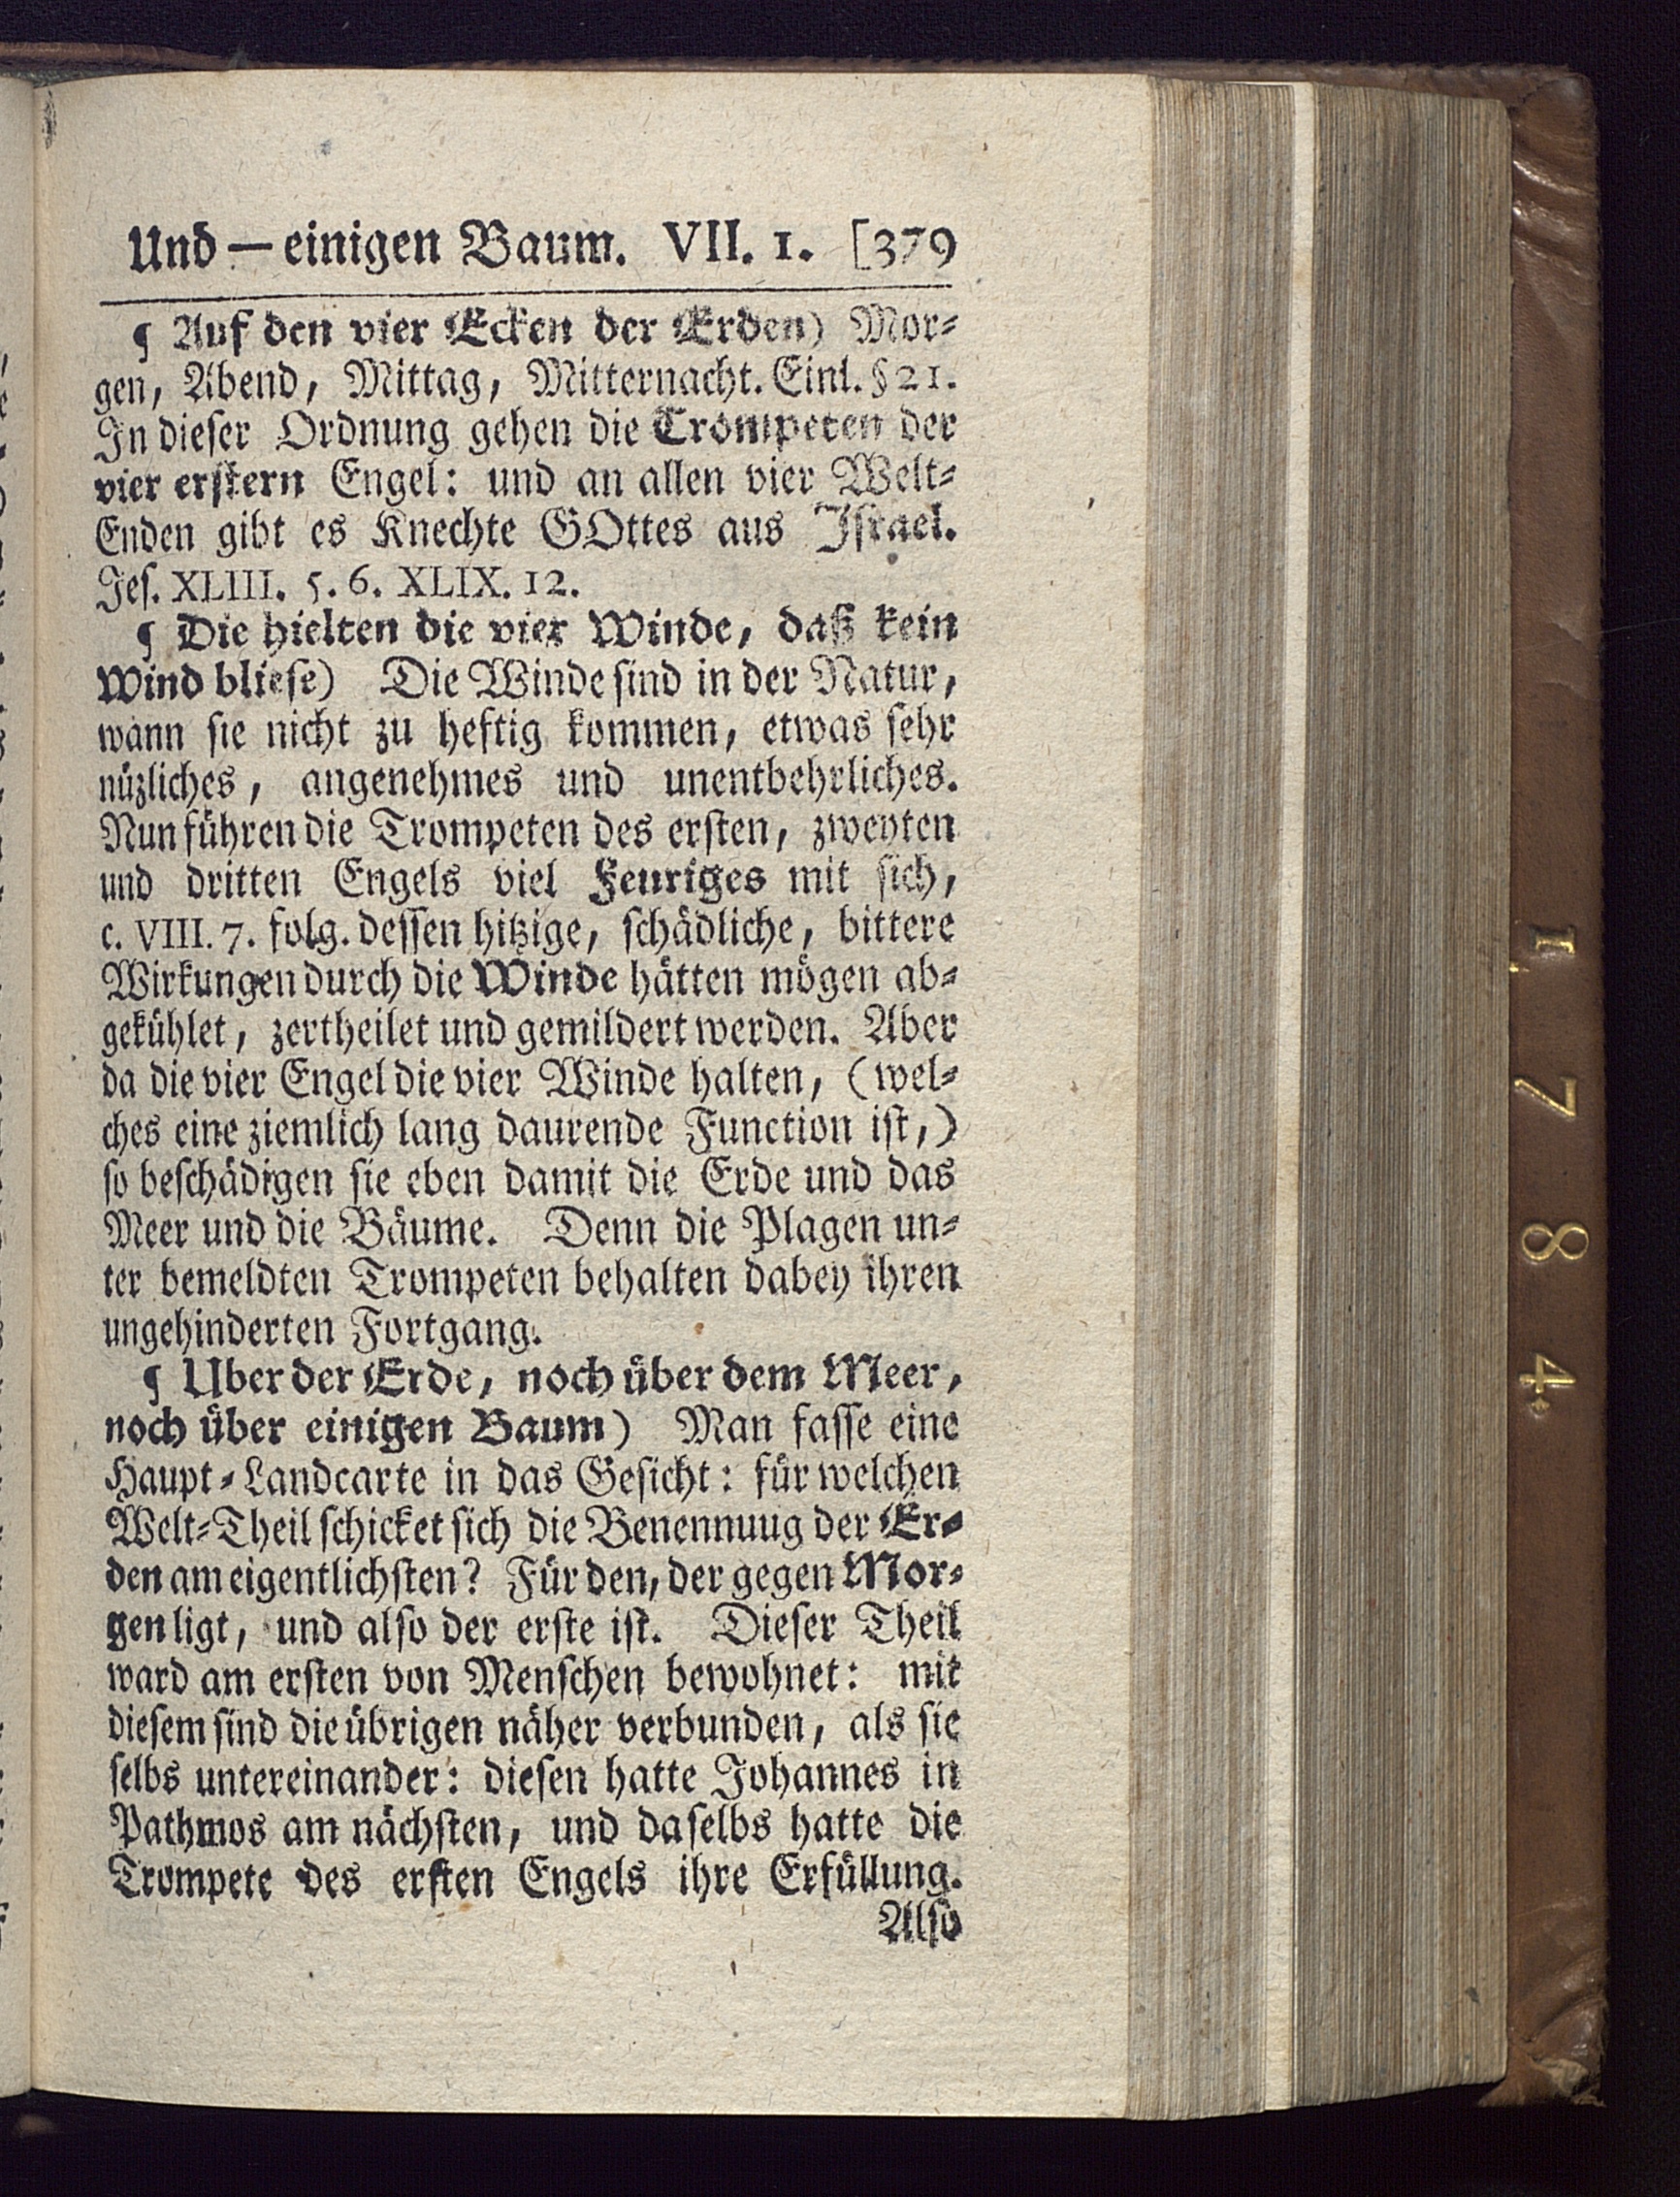 Und — einigen Baum. VII. 1. [379
¶ Auf den vier Ecken der Erden) Mor⸗
gen, Abend, Mittag, Mitternacht. Einl. § 21.
In dieser Ordnung gehen die Trompeten der
vier erstern Engel: und an allen vier Welt⸗
Enden gibt es Knechte GOttes aus Israel.
Jes. XLIII. 5. 6. XLIX. 12.
¶ Die hielten die vier Winde, daß kein
Wind bliese) Die Winde sind in der Natur,
wann sie nicht zu heftig kommen, etwas sehr
nüzliches, angenehmes und unentbehrliches.
Nun führen die Trompeten des ersten, zweyten
und dritten Engels viel Feuriges mit sich,
c. VIII. 7. folg. dessen hitzige, schädliche, bittere
Wirkungen durch die Winde hätten mögen ab⸗
gekühlet, zertheilet und gemildert werden. Aber
da die vier Engel die vier Winde halten, (wel⸗
ches eine ziemlich lang daurende Function ist,)
so beschädigen sie eben damit die Erde und das
Meer und die Bäume. Denn die Plagen un⸗
ter bemeldten Trompeten behalten dabey ihren
ungehinderten Fortgang.
¶ Uber der Erde, noch über dem Meer,
noch über einigen Baum) Man fasse eine
Haupt⸗Landcarte in das Gesicht: für welchen
Welt⸗Theil schicket sich die Benennuug der Er⸗
den am eigentlichsten? Für den, der gegen Mor⸗
gen ligt, und also der erste ist. Dieser Theil
ward am ersten von Menschen bewohnet: mit
diesem sind die übrigen näher verbunden, als sie
selbs untereinander: diesen hatte Johannes in
Pathmos am nächsten, und daselbs hatte die
Trompete des ersten Engels ihre Erfüllung.
Also
1784